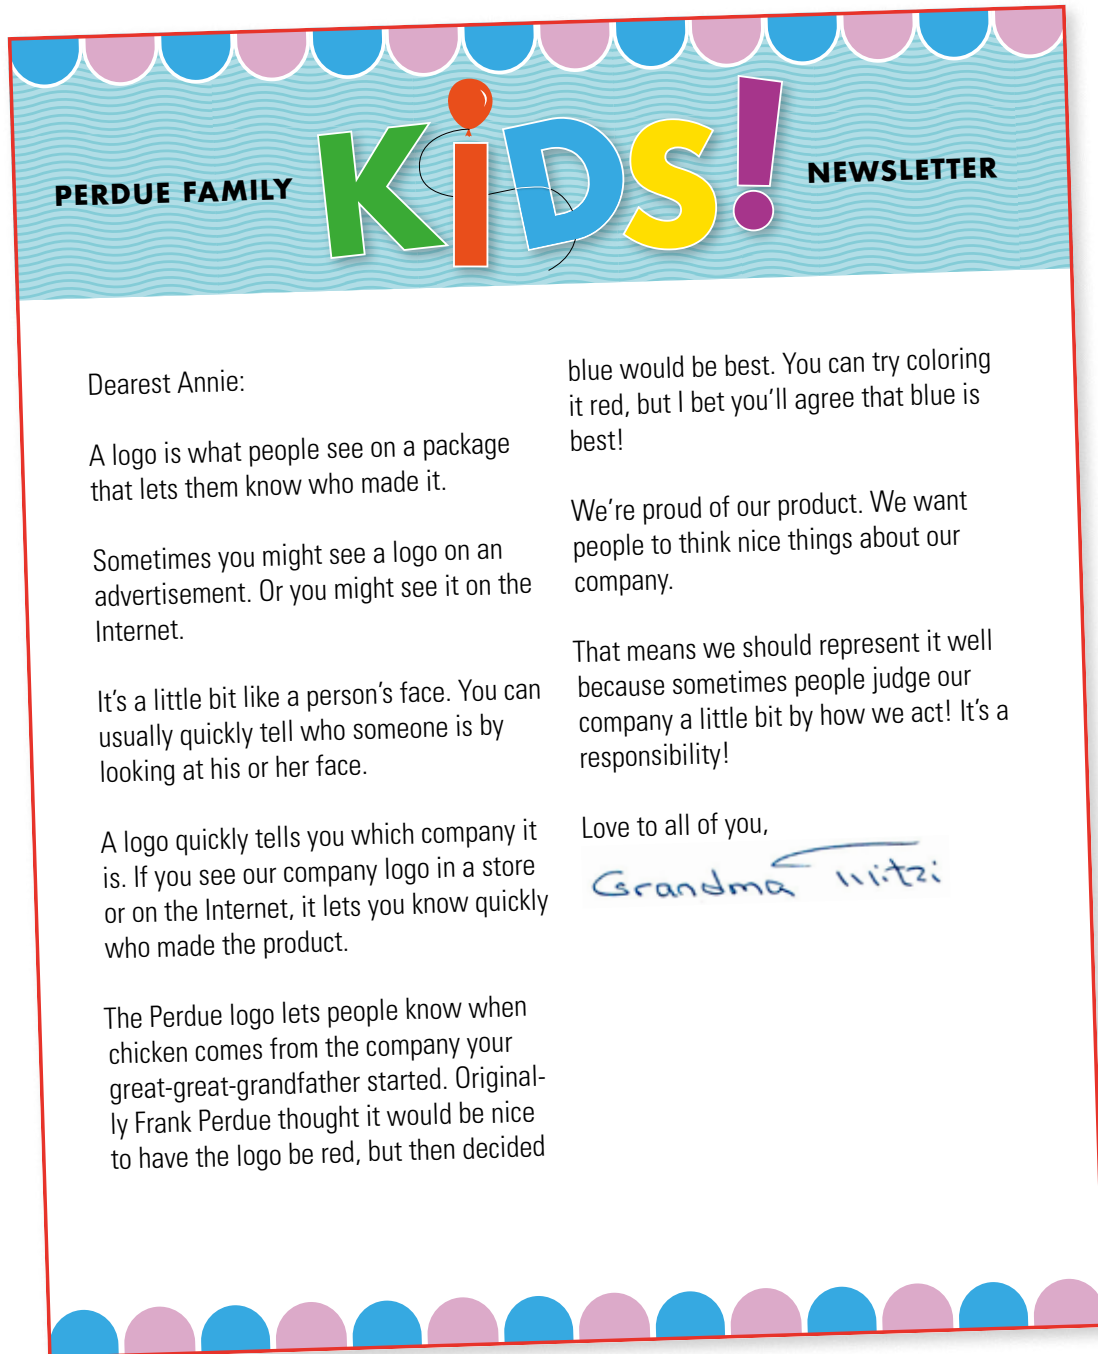 PERDUE FAMILY KiDS! NEWSLETTER
Dearest Annie:
A logo is what people see on a package
that lets them know who made it.
Sometimes you might see a logo on an
advertisement. Or you might see it on the
Internet.
It's a little bit like a person's face. You can
usually quickly tell who someone is by
looking at his or her face.
A logo quickly tells you which company it
is. If you see our company logo in a store
or on the Internet, it lets you know quickly
who made the product.
The Perdue logo lets people know when
chicken comes from the company your
great-great-grandfather started. Original-
ly Frank Perdue thought it would be nice
to have the logo be red, but then decided
blue would be best. You can try coloring
it red, but I bet you'll agree that blue is
best!
We're proud of our product. We want
people to think nice things about our
company.
That means we should represent it well
because sometimes people judge our
company a little bit by how we act! It's a
responsibility!
Love to all of you,
Grandma Mitzi